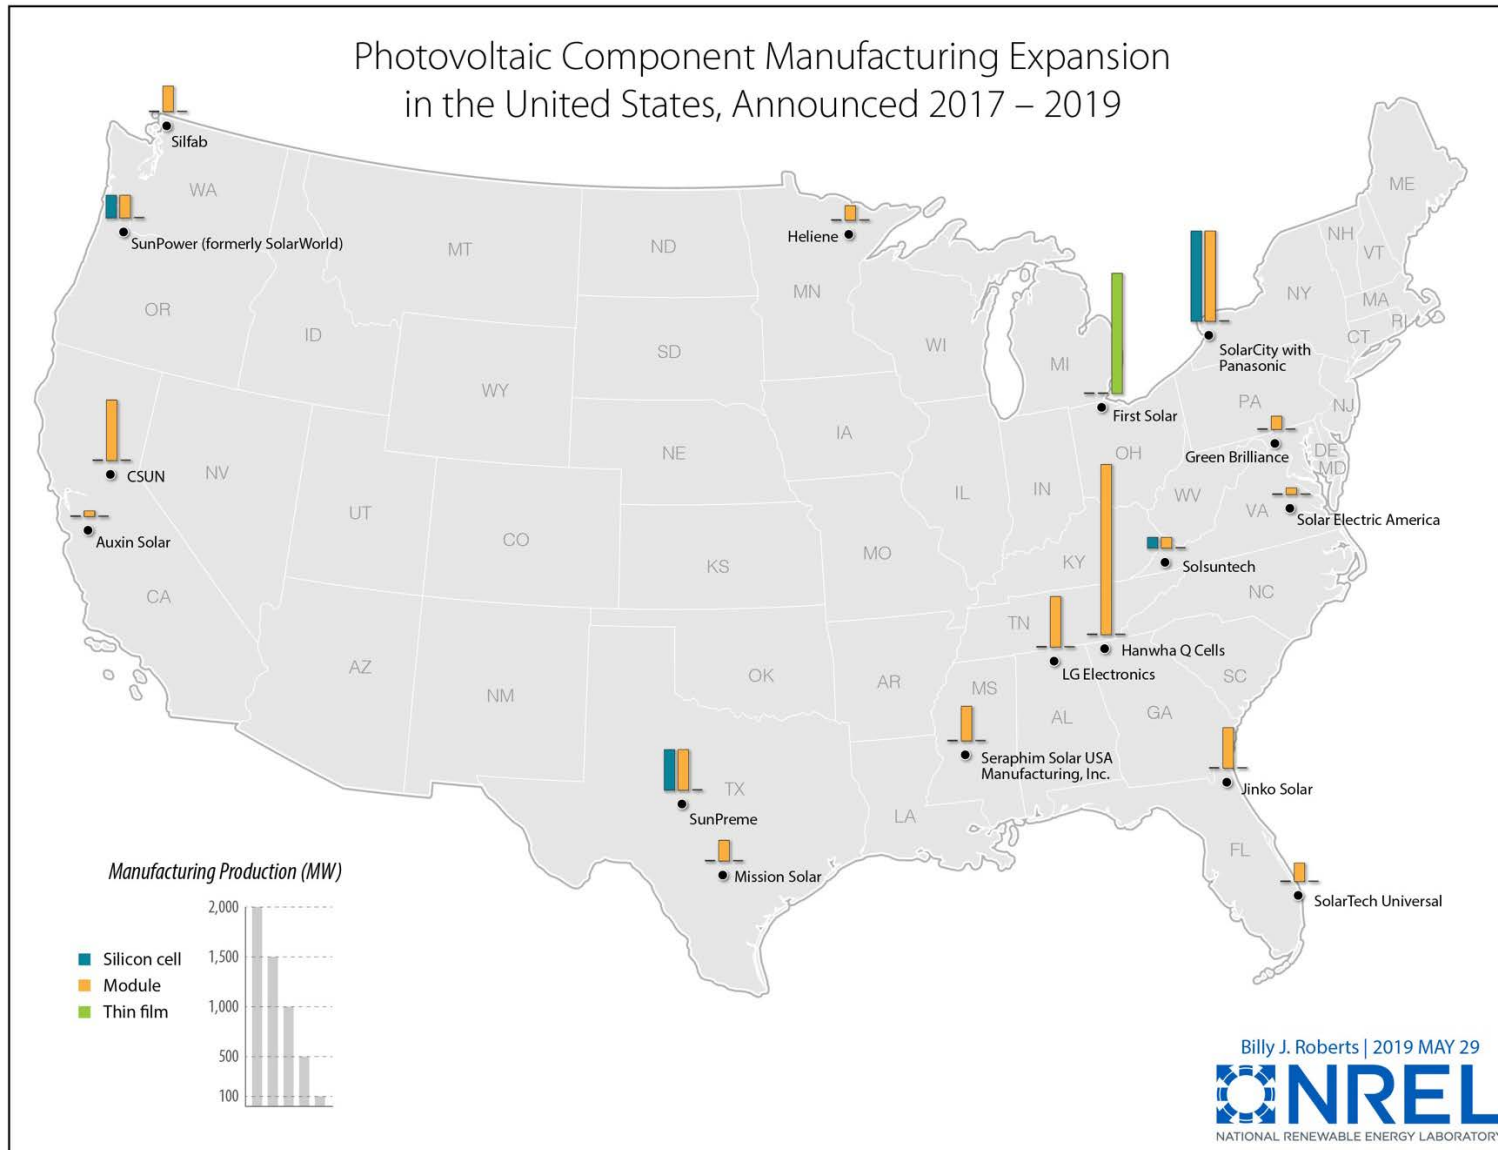 Photovoltaic Component Manufacturing Expansion
in the United States, Announced 2017 – 2019
Silfab
WA
SunPower (formerly SolarWorld)
OR
ID
MT
ND
MN
Heliene
WI
MI
ME
NH
VT
NY
MA
RI
CT
SolarCity with
Panasonic
SD
WY
First Solar
PA
NJ
OH
Green Brilliance
DE
MD
IA
NE
CSUN
NV
UT
CO
IL
IN
WV
VA
Solar Electric America
Auxin Solar
CA
KS
MO
KY
Solsuntech
NC
TN
Hanwha Q Cells
LG Electronics
AZ
NM
OK
AR
MS
AL
GA
SC
Seraphim Solar USA
Manufacturing, Inc.
Jinko Solar
TX
SunPreme
LA
FL
Mission Solar
SolarTech Universal
Manufacturing Production (MW)
2,000
1,500
1,000
500
100
Silicon cell
Module
Thin film
Billy J. Roberts | 2019 MAY 29
NREL
NATIONAL RENEWABLE ENERGY LABORATORY